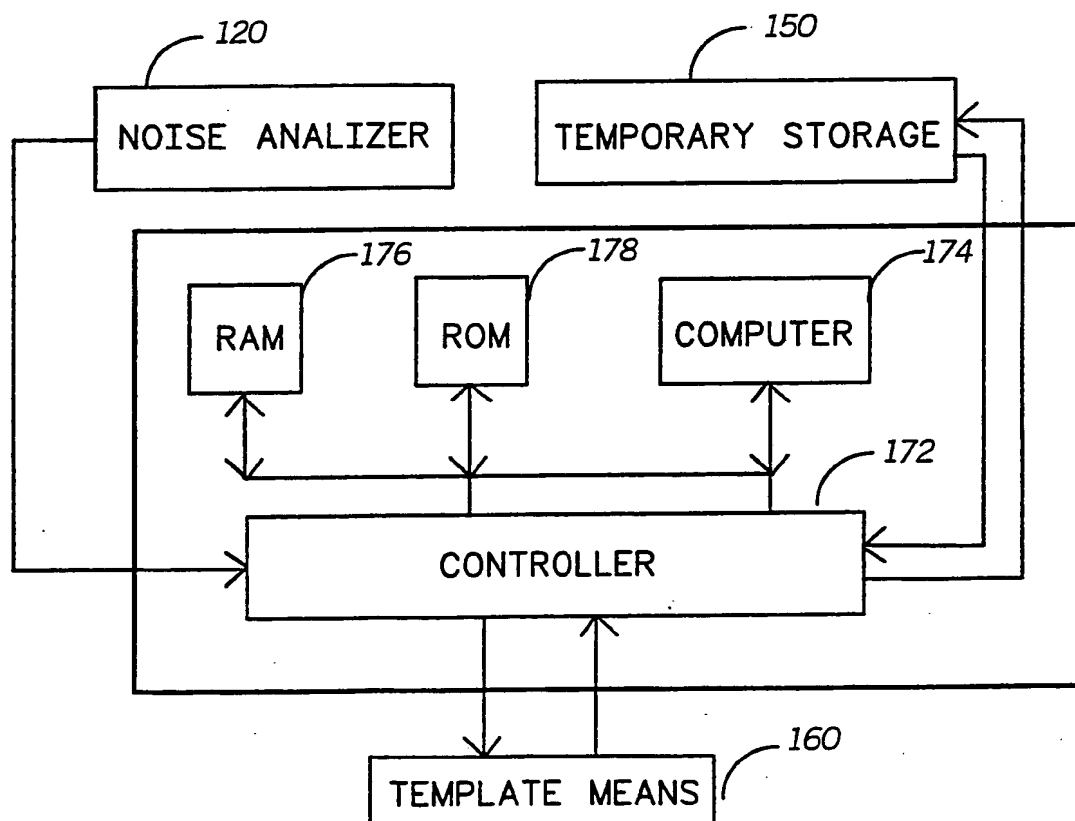 120
150
NOISE ANALIZER
TEMPORARY STORAGE
176
178
174
RAM
ROM
COMPUTER
172
CONTROLLER
160
TEMPLATE MEANS